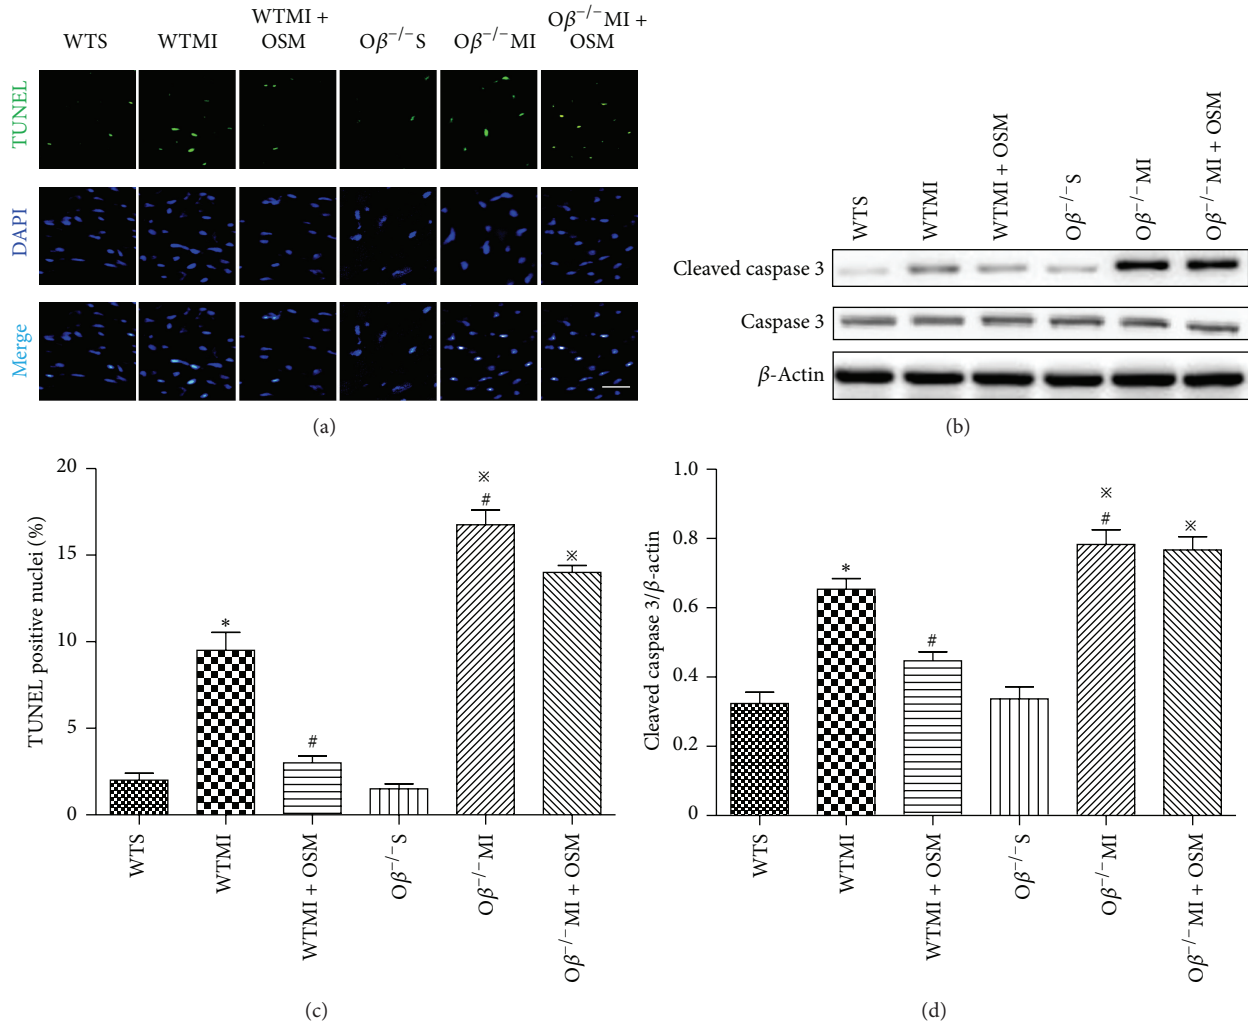 WTS
WTMI
WTMI +
OSM
Oβ−/−S
Oβ−/−MI
Oβ−/−MI +
OSM
TUNEL
DAPI
Merge
(a)
WTS
WTMI
WTMI + OSM
Oβ−/−S
Oβ−/−MI
Oβ−/−MI + OSM
Cleaved caspase 3
Caspase 3
β-Actin
(b)
TUNEL positive nuclei (%)
20
15
10
5
0
*
#
※
#
※
WTS
WTMI
WTMI + OSM
Oβ−/−S
Oβ−/−MI
Oβ−/−MI + OSM
(c)
Cleaved caspase 3/β-actin
1.0
0.8
0.6
0.4
0.2
0
*
#
※
#
※
WTS
WTMI
WTMI + OSM
Oβ−/−S
Oβ−/−MI
Oβ−/−MI + OSM
(d)